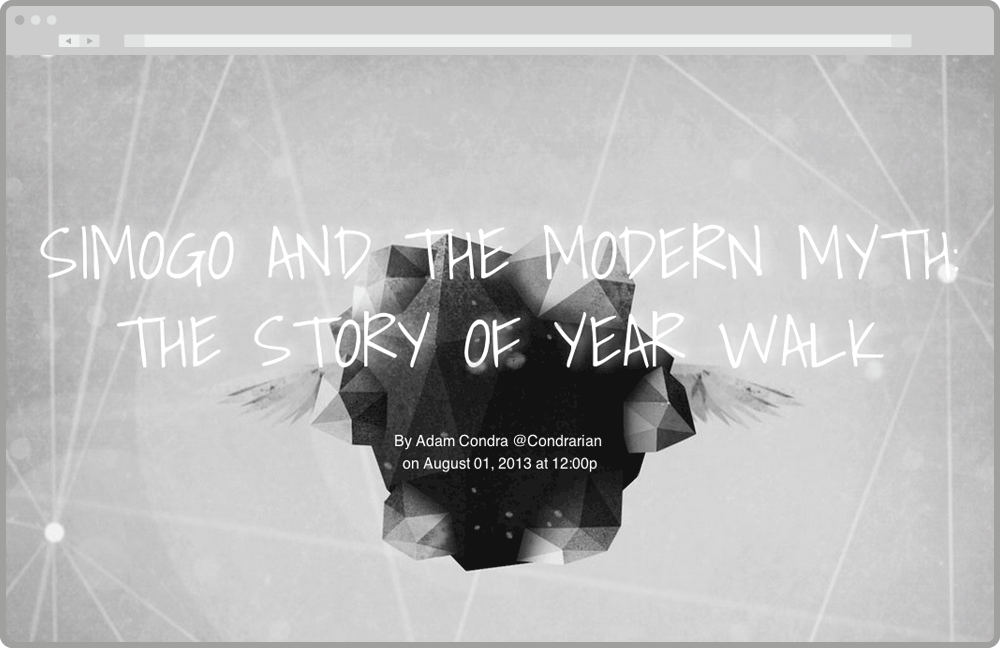 SIMOGO AND THE MODERN MYTH:
THE STORY OF YEAR WALK
By Adam Condra @Condrarian
on August 01, 2013 at 12:00p